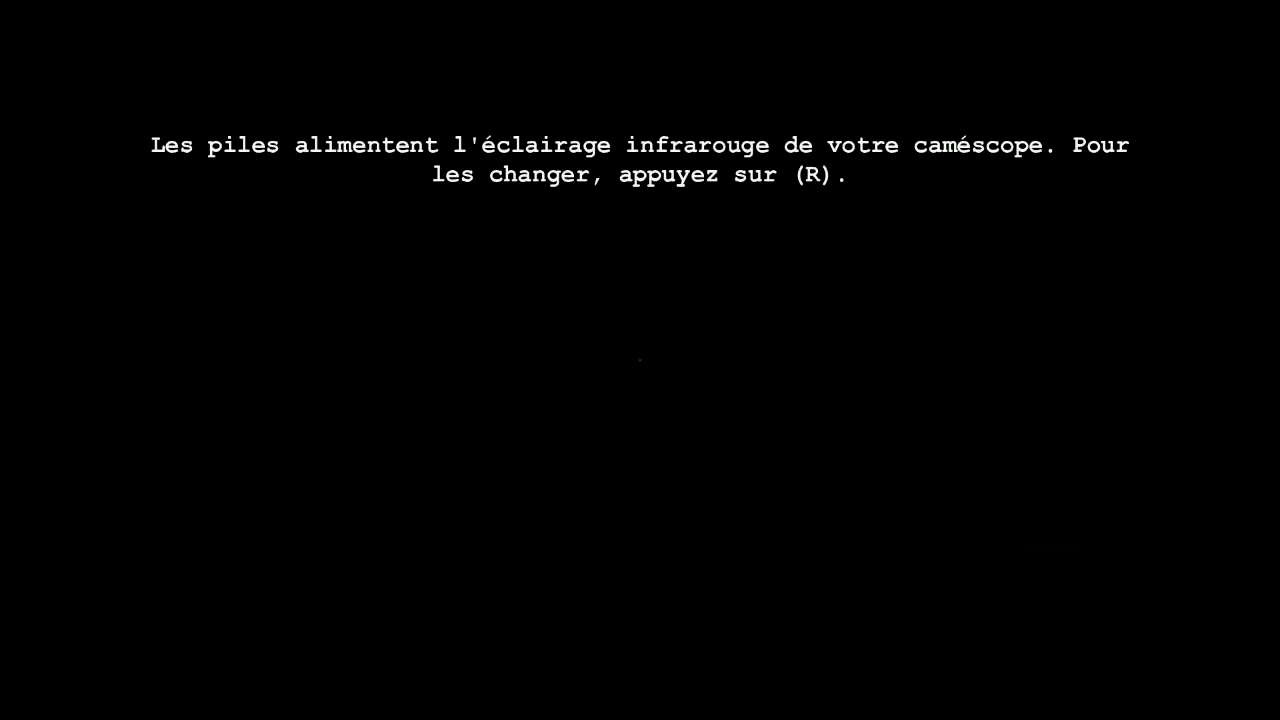 Les piles alimentent l'éclairage infrarouge de votre caméscope. Pour
les changer, appuyez sur (R).